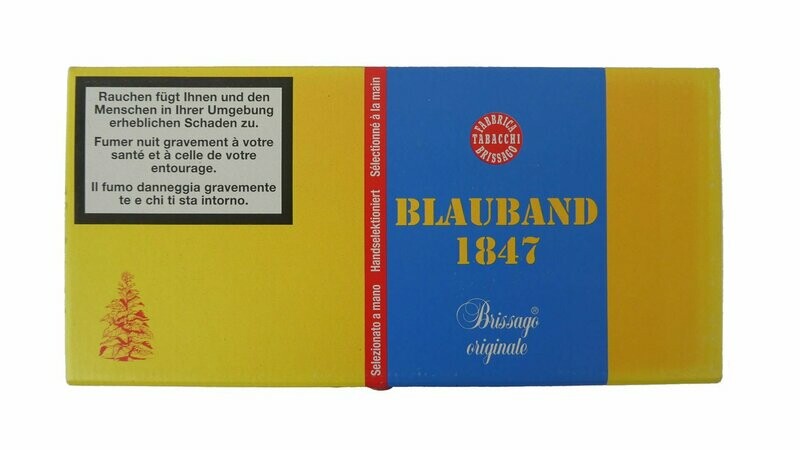 Rauchen fügt Ihnen und den
Menschen in Ihrer Umgebung
erheblichen Schaden zu.
Fumer nuit gravement à votre
santé et à celle de votre
entourage.
Il fumo danneggia gravemente
te e chi ti sta intorno.
Selezionato a mano Handselektioniert Sélectionné à la main
FABBRICA
TABACCHI
BRISSAGO
BLAUBAND
1847
Brissago®
originale